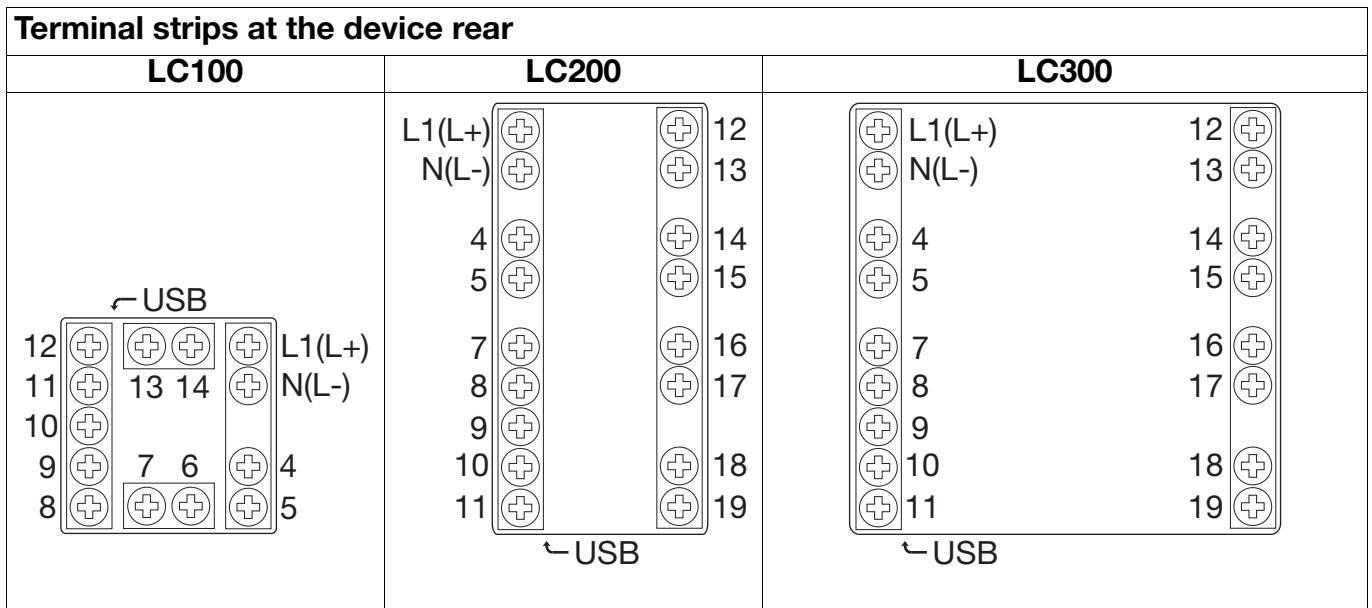 Terminal strips at the device rear
LC100 LC200 LC300
USB
12 L1(L+)
11 13 14 N(L-)
10
9 7 6 4
8 5
L1(L+) 12
N(L-) 13
4 14
5 15
7 16
8 17
9
10 18
11 19
USB
L1(L+) 12
N(L-) 13
4 14
5 15
7 16
8 17
9
10 18
11 19
USB